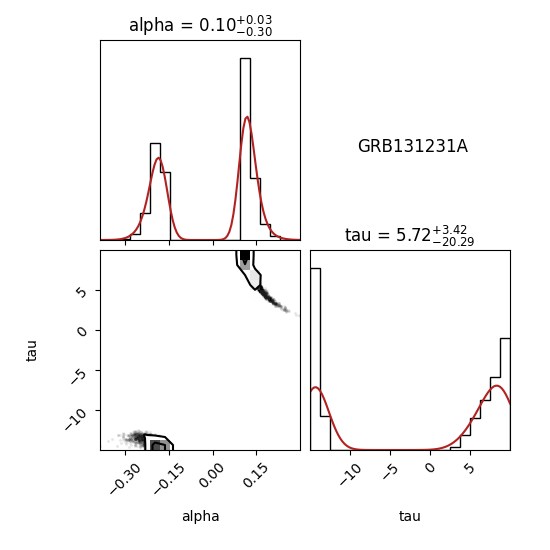 alpha = 0.10+0.03 −0.30
GRB131231A
tau = 5.72+3.42 −20.29
5
0
−5
−10
tau
−0.30
−0.15
0.00
0.15
alpha
−10
−5
0
5
tau